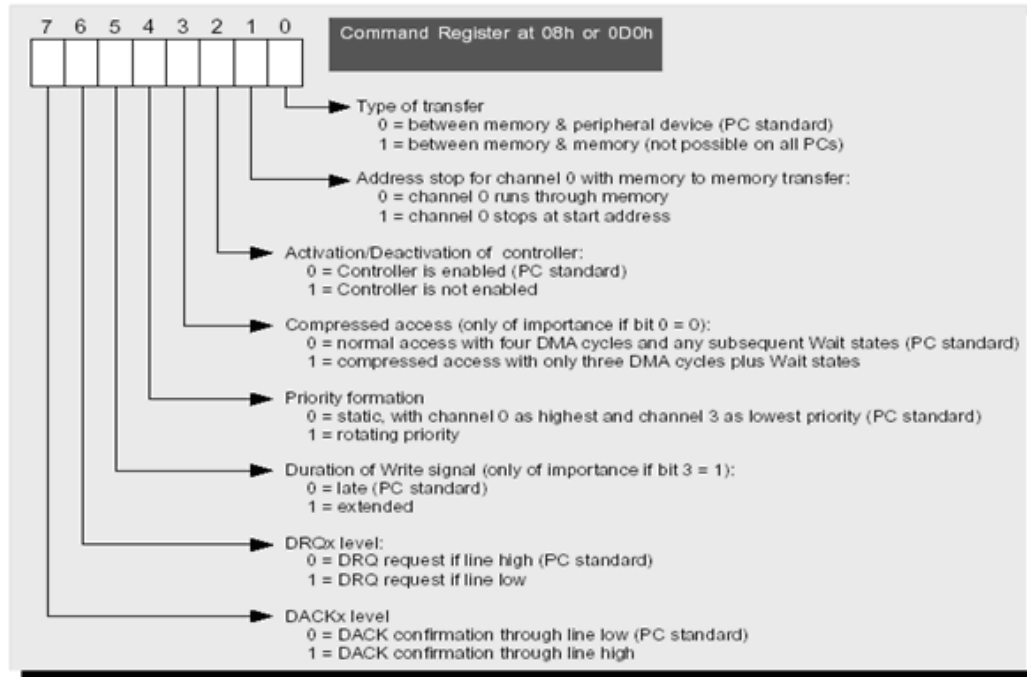 7 6 5 4 3 2 1 0
Command Register at 08h or 0D0h
Type of transfer
0 = between memory & peripheral device (PC standard)
1 = between memory & memory (not possible on all PCs)
Address stop for channel 0 with memory to memory transfer:
0 = channel 0 runs through memory
1 = channel 0 stops at start address
Activation/Deactivation of controller:
0 = Controller is enabled (PC standard)
1 = Controller is not enabled
Compressed access (only of importance if bit 0 = 0):
0 = normal access with four DMA cycles and any subsequent Wait states (PC standard)
1 = compressed access with only three DMA cycles plus Wait states
Priority formation
0 = static, with channel 0 as highest and channel 3 as lowest priority (PC standard)
1 = rotating priority
Duration of Write signal (only of importance if bit 3 = 1):
0 = late (PC standard)
1 = extended
DRQx level:
0 = DRQ request if line high (PC standard)
1 = DRQ request if line low
DACKx level
0 = DACK confirmation through line low (PC standard)
1 = DACK confirmation through line high